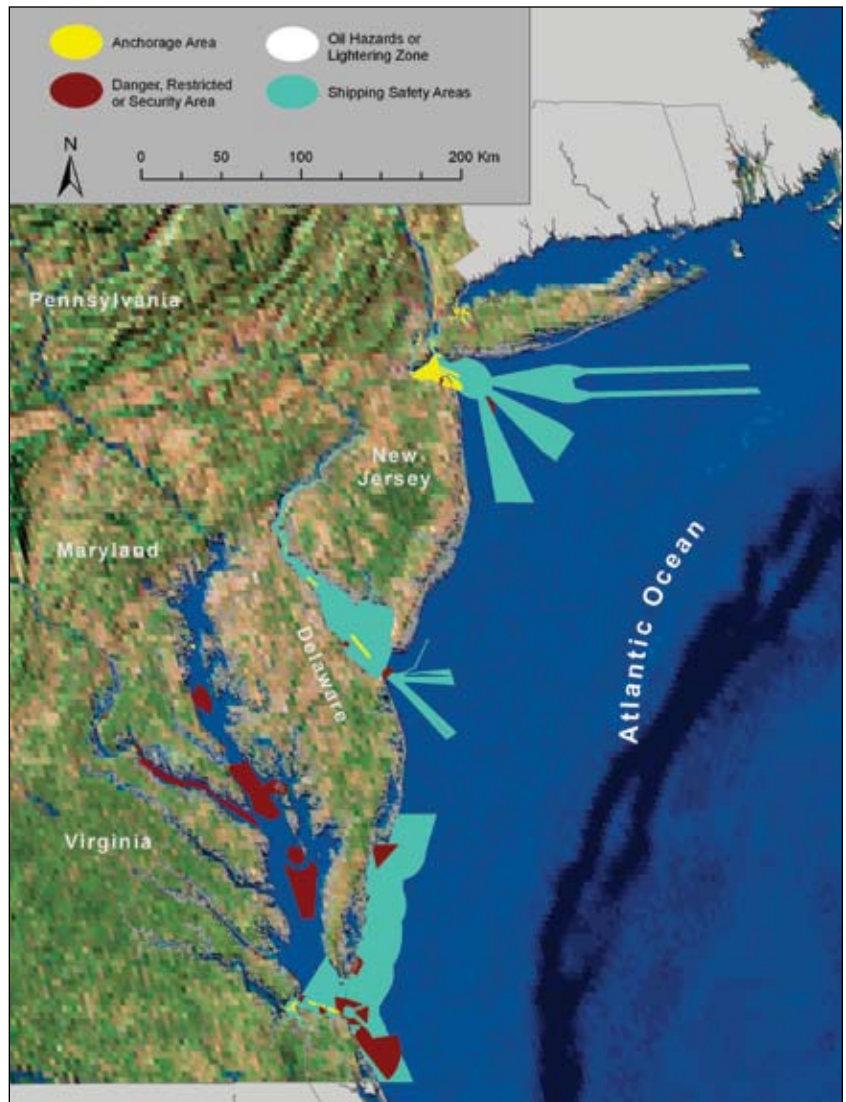 Anchorage Area
Oil Hazards or
Lightering Zone
Danger, Restricted
or Security Area
Shipping Safety Areas
N
0 50 100 200 Km
Pennsylvania
New
Jersey
Maryland
Delaware
Atlantic Ocean
Virginia